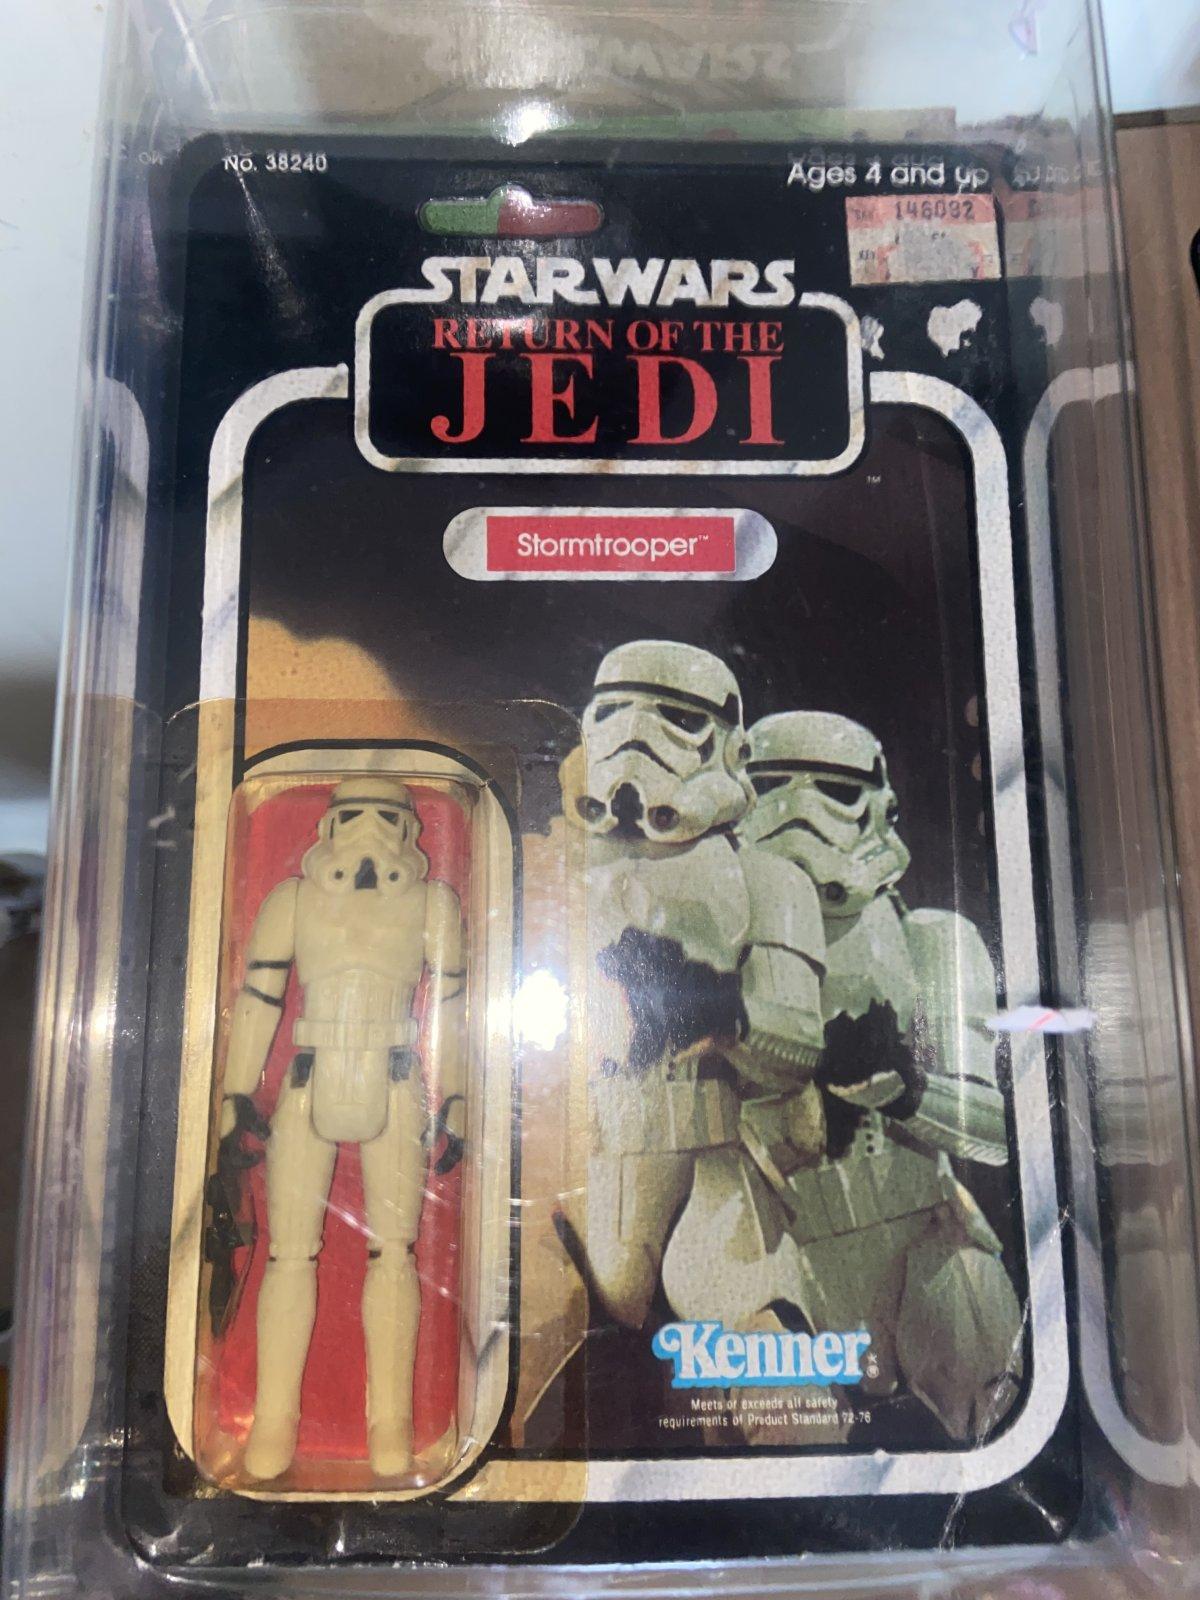 No. 38240
Ages 4 and up
146092
STAR WARS
RETURN OF THE
JEDI
TM
Stormtrooper™
Kenner
Meets or exceeds all safety
requirements of Product Standard 72-76